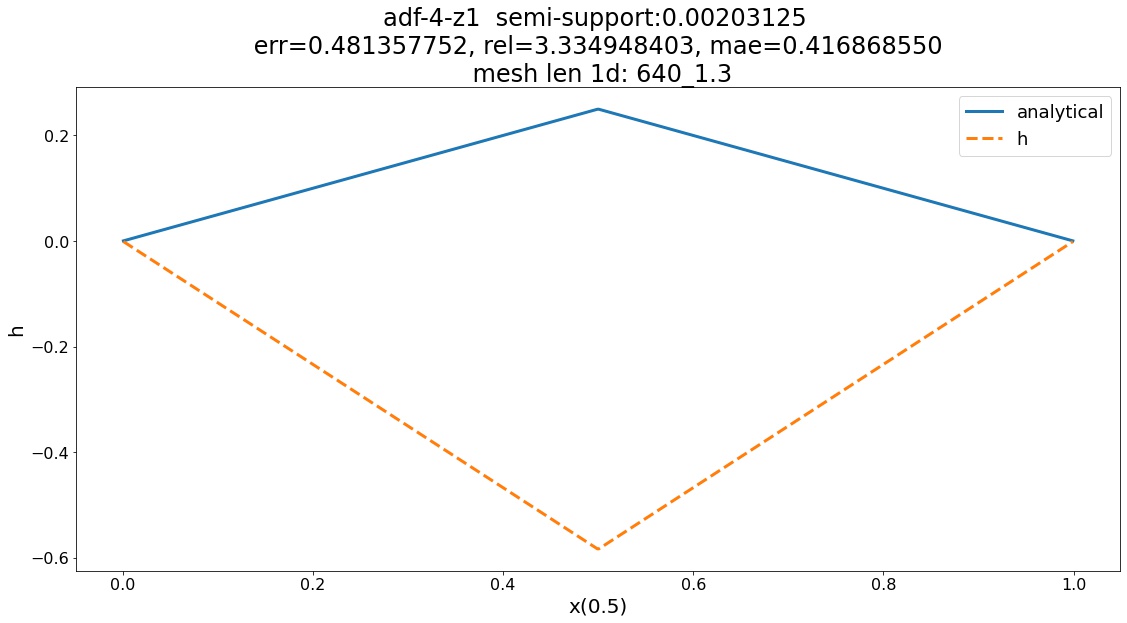 adf-4-z1  semi-support:0.00203125
err=0.481357752, rel=3.334948403, mae=0.416868550
mesh len 1d: 640_1.3
analytical
h
0.2
0.0
−0.2
−0.4
−0.6
h
0.0
0.2
0.4
0.6
0.8
1.0
x(0.5)